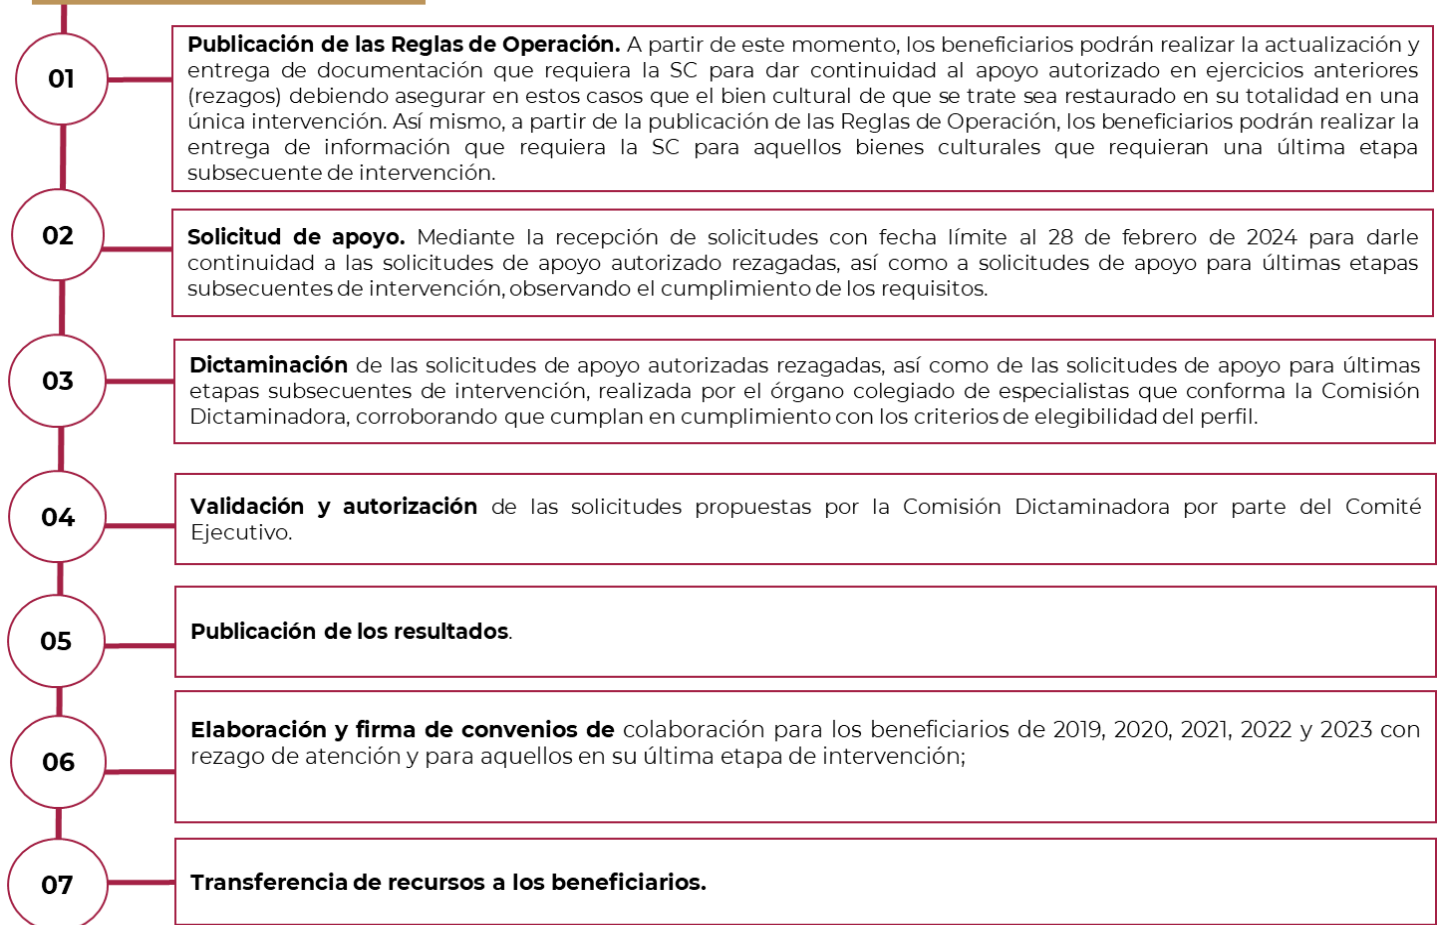 01
Publicación de las Reglas de Operación. A partir de este momento, los beneficiarios podrán realizar la actualización y
entrega de documentación que requiera la SC para dar continuidad al apoyo autorizado en ejercicios anteriores
(rezagos) debiendo asegurar en estos casos que el bien cultural de que se trate sea restaurado en su totalidad en una
única intervención. Así mismo, a partir de la publicación de las Reglas de Operación, los beneficiarios podrán realizar la
entrega de información que requiera la SC para aquellos bienes culturales que requieran una última etapa
subsecuente de intervención.
02
Solicitud de apoyo. Mediante la recepción de solicitudes con fecha límite al 28 de febrero de 2024 para darle
continuidad a las solicitudes de apoyo autorizado rezagadas, así como a solicitudes de apoyo para últimas etapas
subsecuentes de intervención, observando el cumplimiento de los requisitos.
03
Dictaminación de las solicitudes de apoyo autorizadas rezagadas, así como de las solicitudes de apoyo para últimas
etapas subsecuentes de intervención, realizada por el órgano colegiado de especialistas que conforma la Comisión
Dictaminadora, corroborando que cumplan en cumplimiento con los criterios de elegibilidad del perfil.
04
Validación y autorización de las solicitudes propuestas por la Comisión Dictaminadora por parte del Comité
Ejecutivo.
05
Publicación de los resultados.
06
Elaboración y firma de convenios de colaboración para los beneficiarios de 2019, 2020, 2021, 2022 y 2023 con
rezago de atención y para aquellos en su última etapa de intervención;
07
Transferencia de recursos a los beneficiarios.